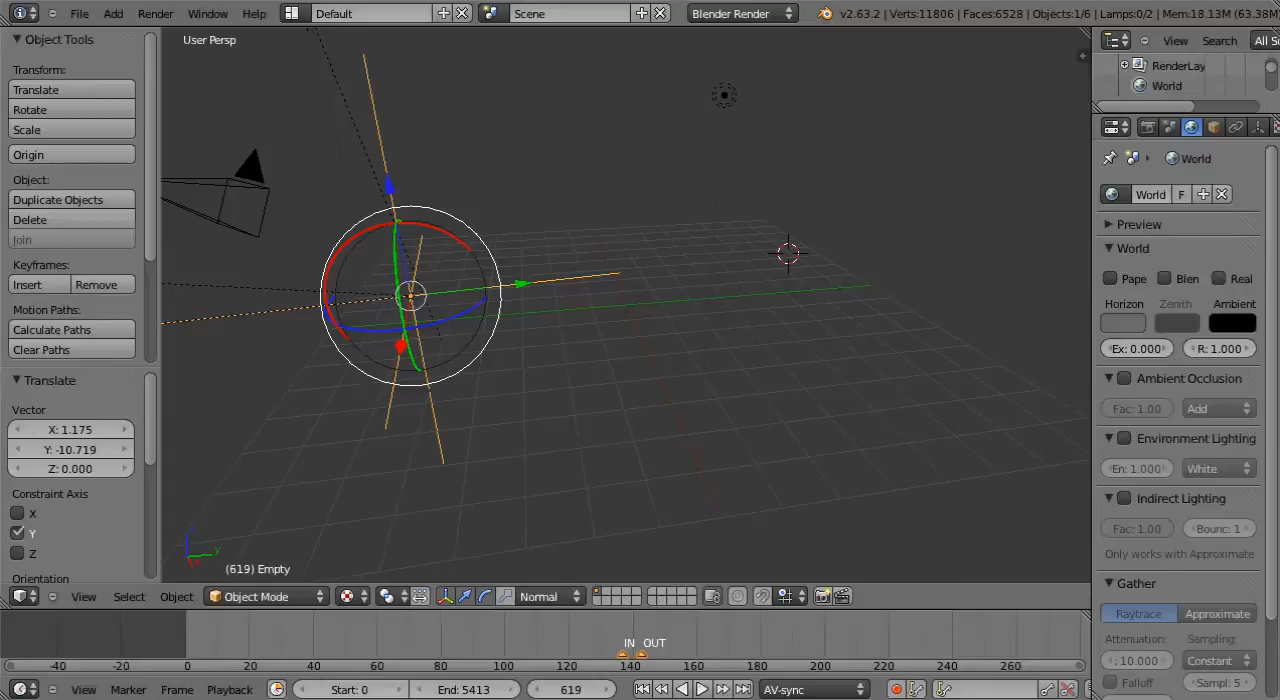 File Add Render Window Help Default Scene Blender Render v2.63.2 | Verts:11806 | Faces:6528 | Objects:1/6 | Lamps:0/2 | Mem:18.13M (63.38M
Object Tools
User Persp
View Search All S
Transform:
Translate
Rotate
Scale
Origin
Object:
Duplicate Objects
Delete
Join
Keyframes:
Insert Remove
Motion Paths:
Calculate Paths
Clear Paths
Translate
Vector
X: 1.175
Y: -10.719
Z: 0.000
Constraint Axis
X
Y
Z
Orientation
y
(619) Empty
RenderLay
World
World
World F
Preview
World
Pape Blen Real
Horizon Zenith Ambient
Ex: 0.000 R: 1.000
Ambient Occlusion
Fac: 1.00 Add
Environment Lighting
En: 1.000 White
Indirect Lighting
Fac: 1.00 Bounc: 1
Only works with Approximate
Gather
Raytrace Approximate
Attenuation: Sampling:
: 10.000 Constant
Falloff Sampl: 5
View Select Object Object Mode Normal
IN OUT
-40 -20 0 20 40 60 80 100 120 140 160 180 200 220 240 260
View Marker Frame Playback Start: 0 End: 5413 619 AV-sync